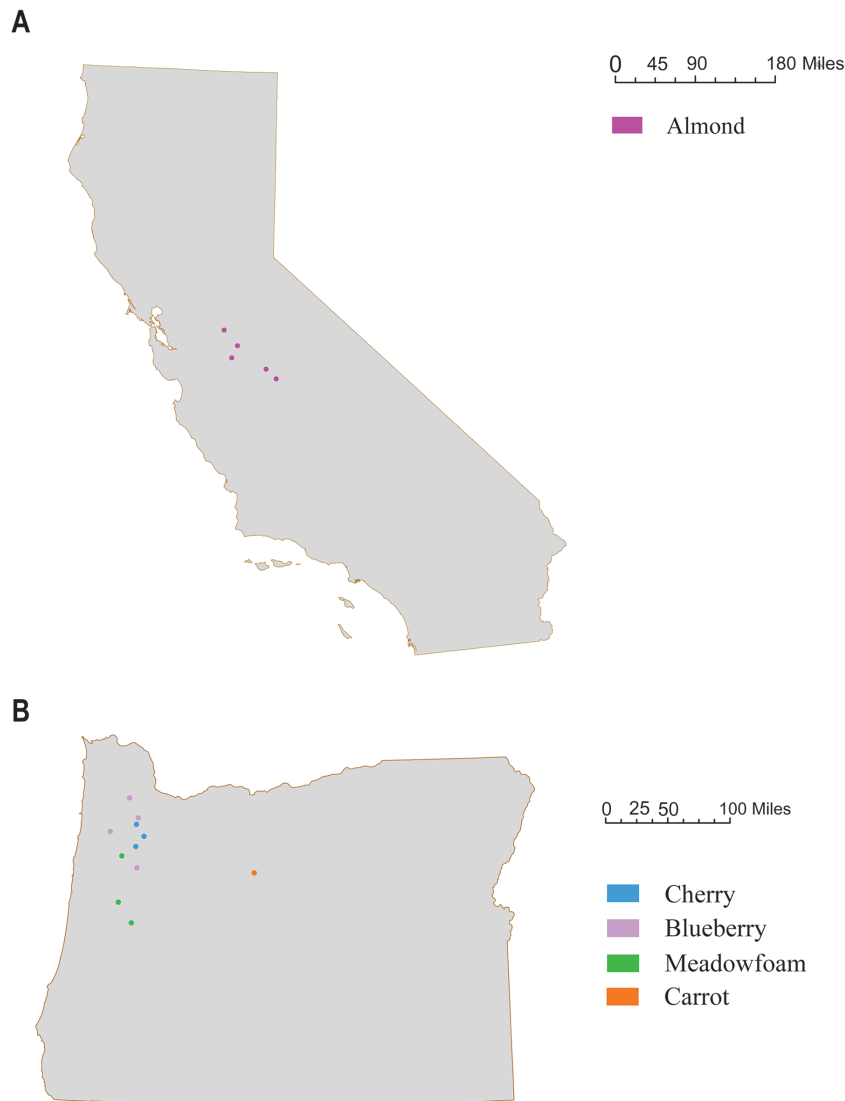 A
0 45 90 180 Miles
Almond
B
0 25 50 100 Miles
Cherry
Blueberry
Meadowfoam
Carrot